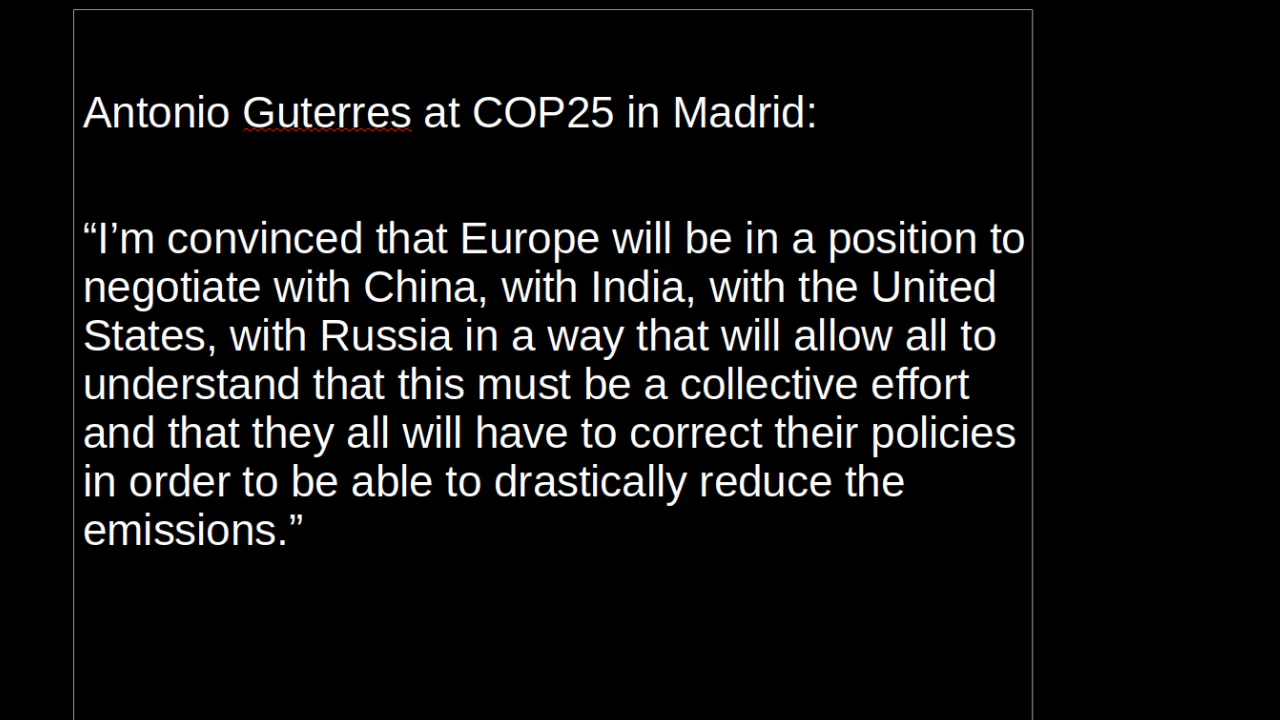 Antonio Guterres at COP25 in Madrid:
“I’m convinced that Europe will be in a position to
negotiate with China, with India, with the United
States, with Russia in a way that will allow all to
understand that this must be a collective effort
and that they all will have to correct their policies
in order to be able to drastically reduce the
emissions.”